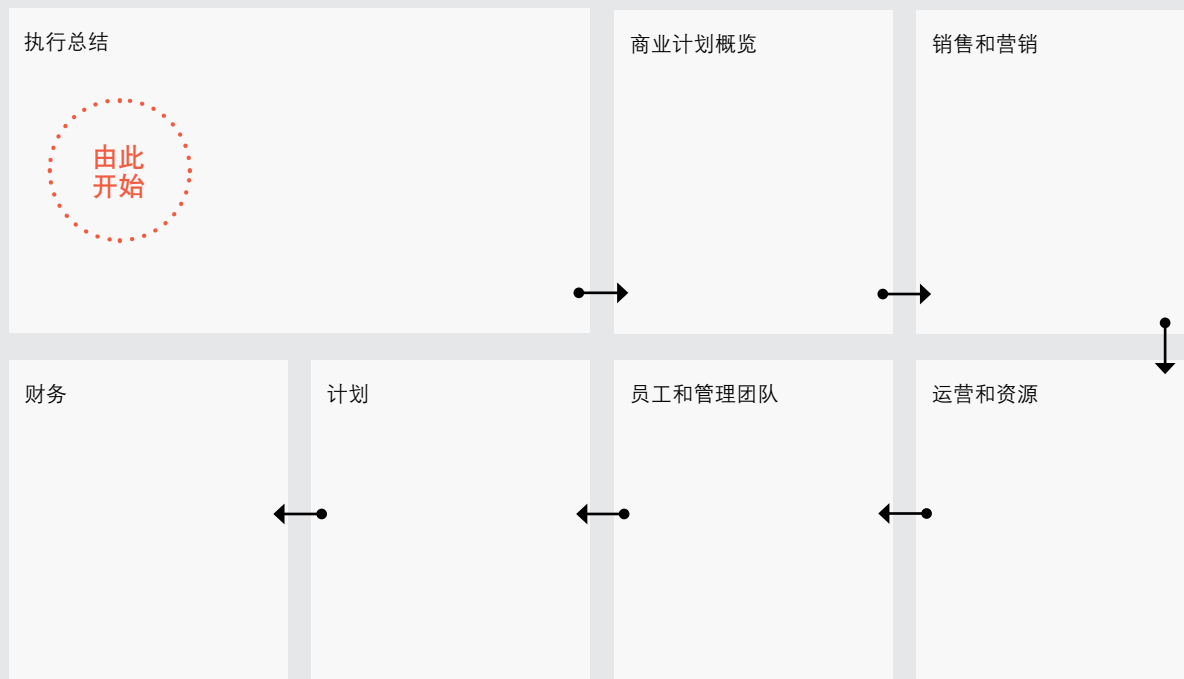 执行总结
由此
开始
商业计划概览
销售和营销
财务
计划
员工和管理团队
运营和资源